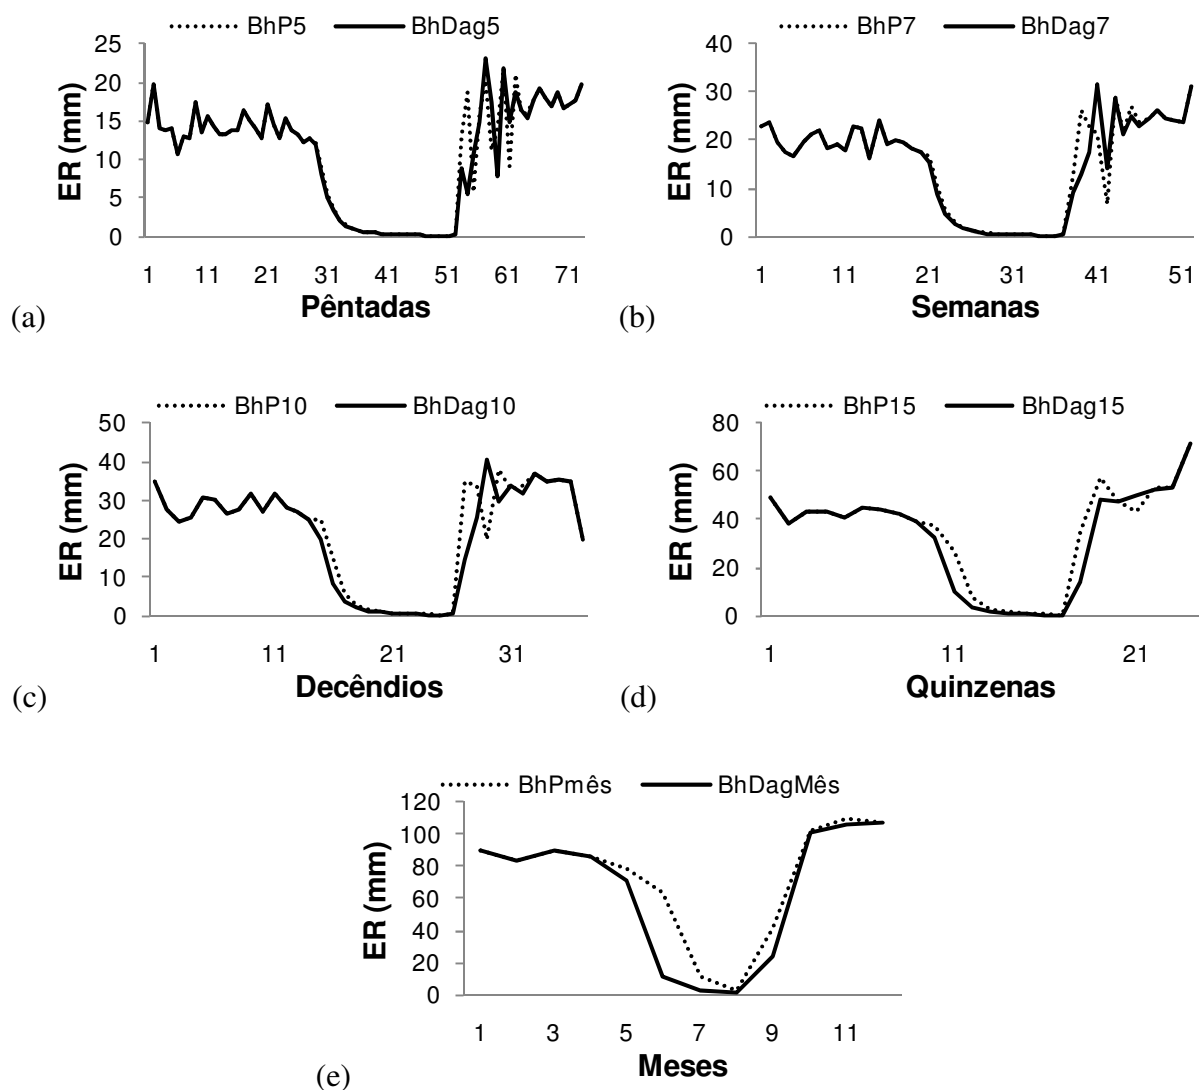 BhP5 BhDag5
25
20
15
10
5
0
ER (mm)
1 11 21 31 41 51 61 71
Pêntadas
(a)
BhP7 BhDag7
40
30
20
10
0
ER (mm)
1 11 21 31 41 51
Semanas
(b)
BhP10 BhDag10
50
40
30
20
10
0
ER (mm)
1 11 21 31
Decêndios
(c)
BhP15 BhDag15
80
60
40
20
0
ER (mm)
1 11 21
Quinzenas
(d)
BhPmês BhDagMês
120
100
80
60
40
20
0
ER (mm)
1 3 5 7 9 11
Meses
(e)